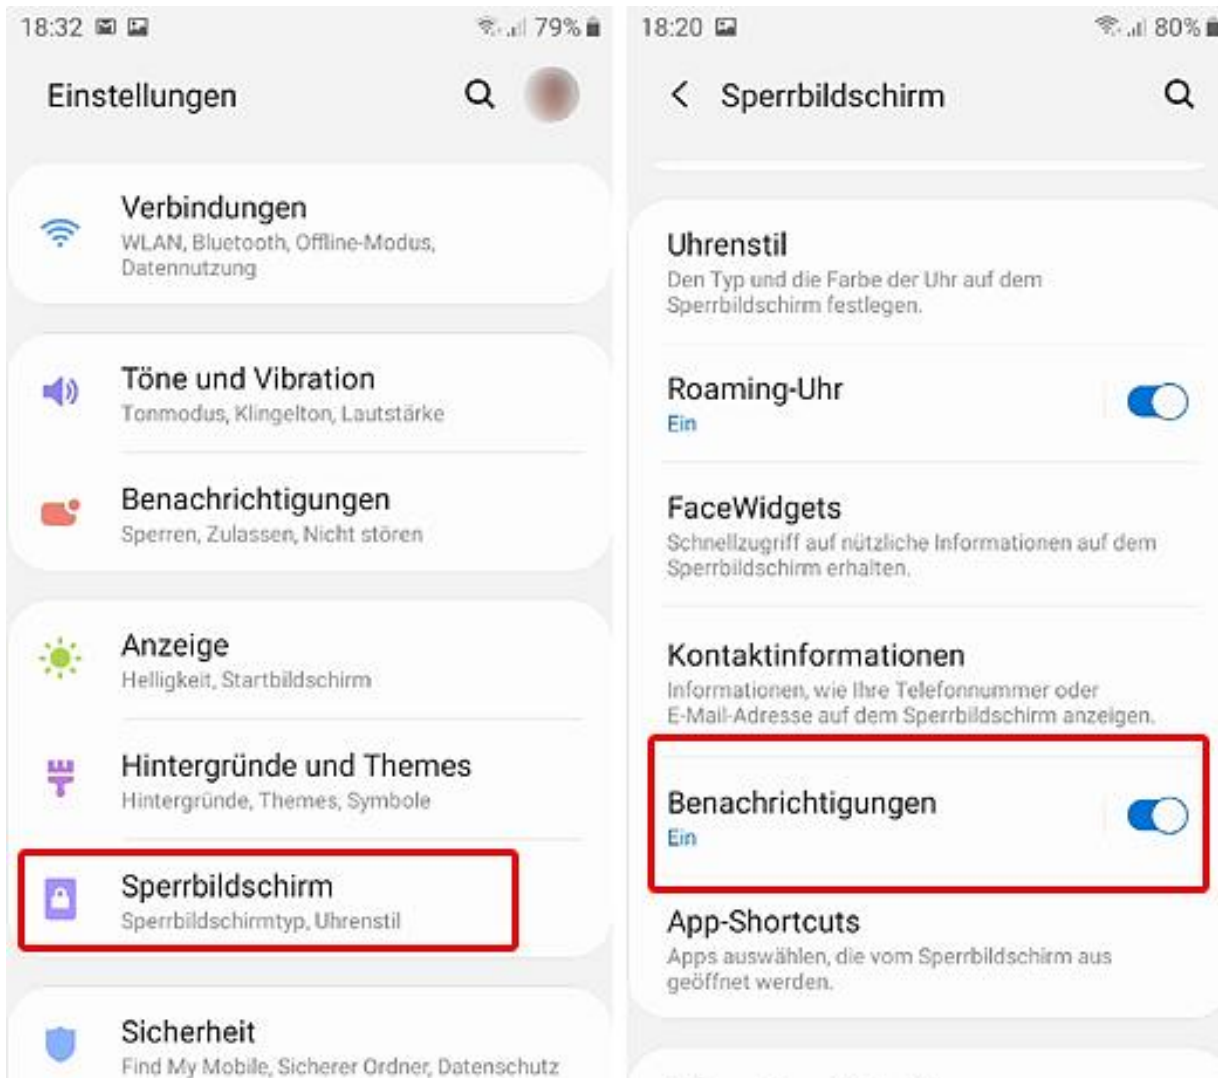 18:32
79%
Einstellungen
Verbindungen
WLAN, Bluetooth, Offline-Modus,
Datennutzung
Töne und Vibration
Tonmodus, Klingelton, Lautstärke
Benachrichtigungen
Sperren, Zulassen, Nicht stören
Anzeige
Helligkeit, Startbildschirm
Hintergründe und Themes
Hintergründe, Themes, Symbole
Sperrbildschirm
Sperrbildschirmtyp, Uhrenstil
Sicherheit
Find My Mobile, Sicherer Ordner, Datenschutz
18:20
80%
Sperrbildschirm
Uhrenstil
Den Typ und die Farbe der Uhr auf dem
Sperrbildschirm festlegen.
Roaming-Uhr
Ein
FaceWidgets
Schnellzugriff auf nützliche Informationen auf dem
Sperrbildschirm erhalten.
Kontaktinformationen
Informationen, wie Ihre Telefonnummer oder
E-Mail-Adresse auf dem Sperrbildschirm anzeigen.
Benachrichtigungen
Ein
App-Shortcuts
Apps auswählen, die vom Sperrbildschirm aus
geöffnet werden.